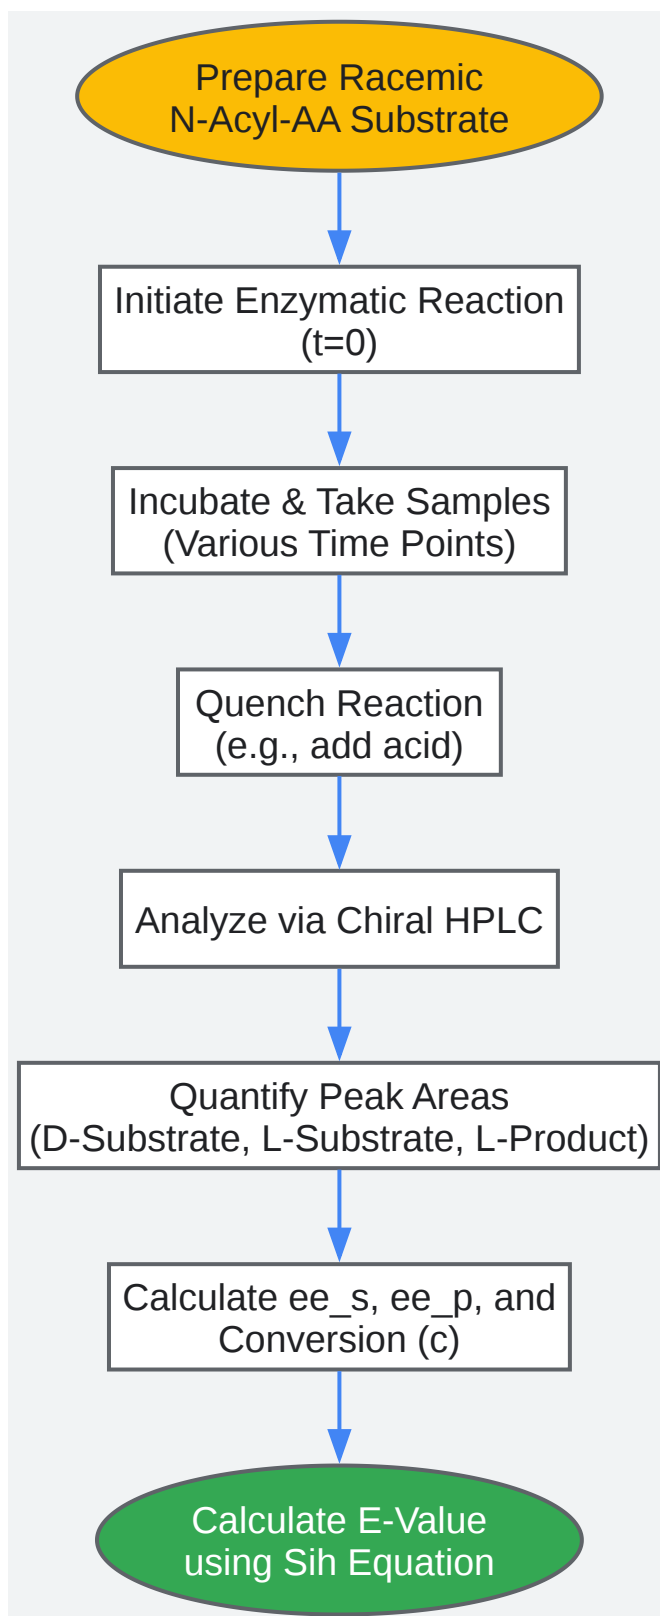 Prepare Racemic
N-Acyl-AA Substrate
Initiate Enzymatic Reaction
(t=0)
Incubate & Take Samples
(Various Time Points)
Quench Reaction
(e.g., add acid)
Analyze via Chiral HPLC
Quantify Peak Areas
(D-Substrate, L-Substrate, L-Product)
Calculate ee_s, ee_p, and
Conversion (c)
Calculate E-Value
using Sih Equation